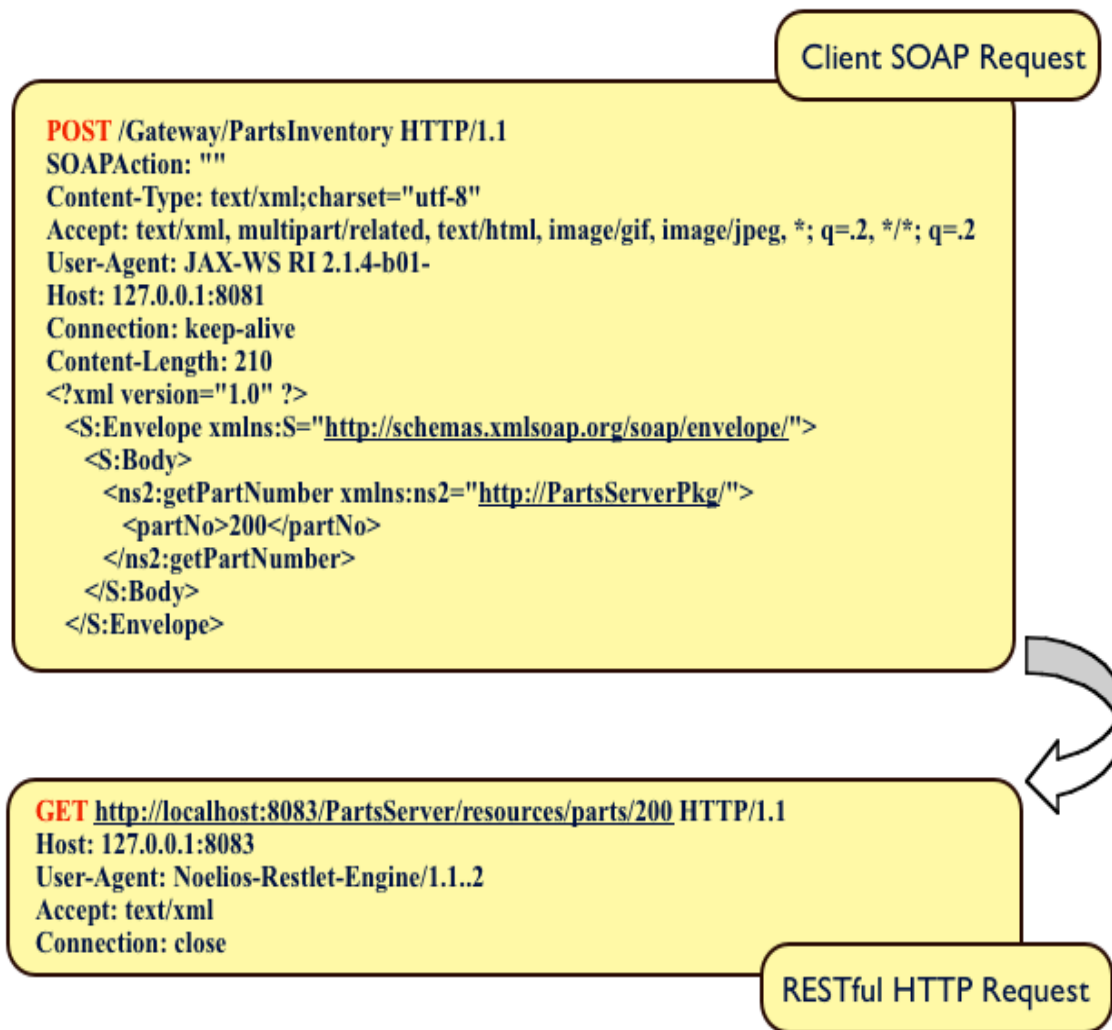 Client SOAP Request
POST /Gateway/PartsInventory HTTP/1.1
SOAPAction: ""
Content-Type: text/xml;charset="utf-8"
Accept: text/xml, multipart/related, text/html, image/gif, image/jpeg, *; q=.2, */*; q=.2
User-Agent: JAX-WS RI 2.1.4-b01-
Host: 127.0.0.1:8081
Connection: keep-alive
Content-Length: 210
<?xml version="1.0" ?>
<S:Envelope xmlns:S="http://schemas.xmlsoap.org/soap/envelope/">
<S:Body>
<ns2:getPartNumber xmlns:ns2="http://PartsServerPkg/">
<partNo>200</partNo>
</ns2:getPartNumber>
</S:Body>
</S:Envelope>
GET http://localhost:8083/PartsServer/resources/parts/200 HTTP/1.1
Host: 127.0.0.1:8083
User-Agent: Noelios-Restlet-Engine/1.1..2
Accept: text/xml
Connection: close
RESTful HTTP Request